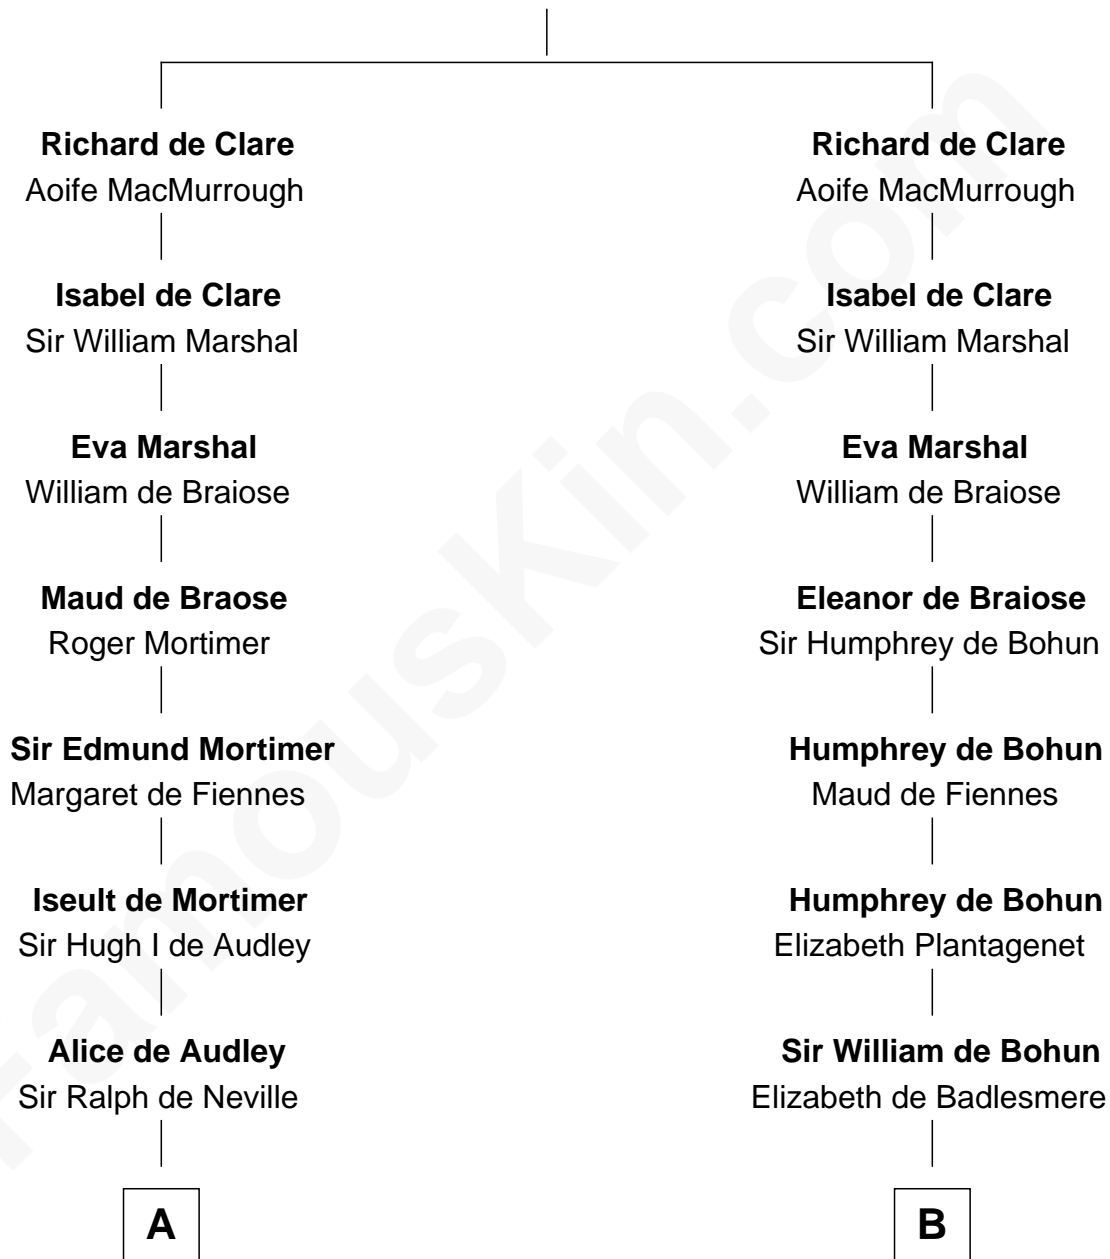 Richard de Clare
Aoife MacMurrough
Isabel de Clare
Sir William Marshal
Eva Marshal
William de Braiose
Maud de Braose
Roger Mortimer
Sir Edmund Mortimer
Margaret de Fiennes
Iseult de Mortimer
Sir Hugh I de Audley
Alice de Audley
Sir Ralph de Neville
A
Richard de Clare
Aoife MacMurrough
Isabel de Clare
Sir William Marshal
Eva Marshal
William de Braiose
Eleanor de Braiose
Sir Humphrey de Bohun
Humphrey de Bohun
Maud de Fiennes
Humphrey de Bohun
Elizabeth Plantagenet
Sir William de Bohun
Elizabeth de Badlesmere
B
FamousKin.com